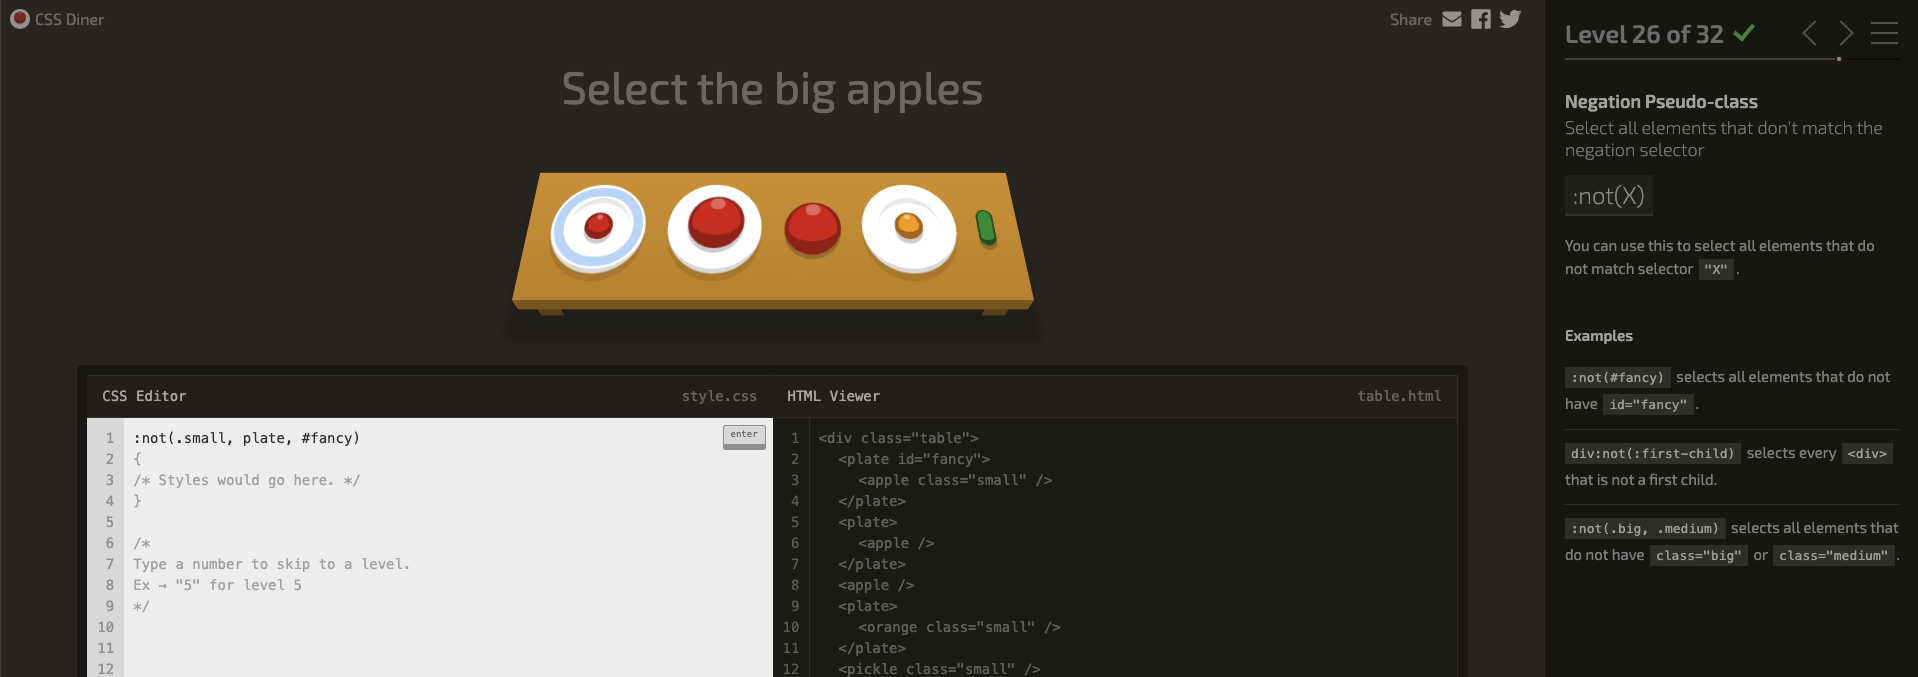 CSS Diner
Share
Select the big apples
CSS Editor
style.css
1 :not(.small, plate, #fancy)
enter
2 {
3 /* Styles would go here. */
4 }
5
6 /*
7 Type a number to skip to a level.
8 Ex → "5" for level 5
9 */
10
11
12
HTML Viewer
table.html
1 <div class="table">
2 <plate id="fancy">
3 <apple class="small" />
4 </plate>
5 <plate>
6 <apple />
7 </plate>
8 <apple />
9 <plate>
10 <orange class="small" />
11 </plate>
12 <pickle class="small" />
Level 26 of 32
Negation Pseudo-class
Select all elements that don't match the
negation selector
:not(X)
You can use this to select all elements that do
not match selector "X" .
Examples
:not(#fancy) selects all elements that do not
have id="fancy" .
div:not(:first-child) selects every <div>
that is not a first child.
:not(.big, .medium) selects all elements that
do not have class="big" or class="medium" .